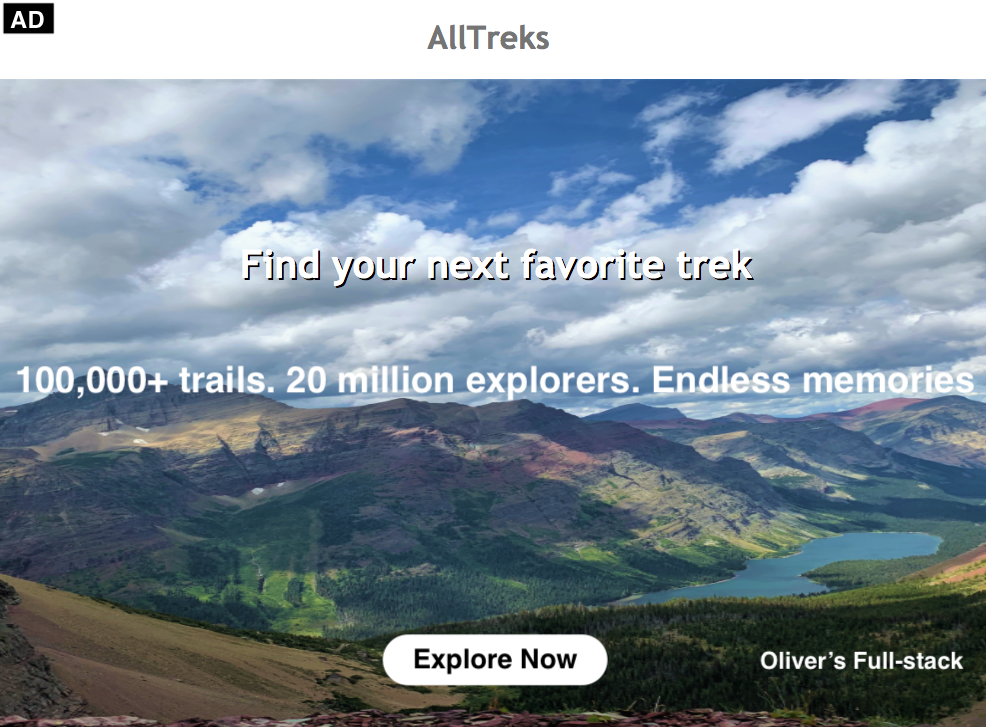 AD
AllTreks
Find your next favorite trek
100,000+ trails. 20 million explorers. Endless memories
Explore Now
Oliver’s Full-stack